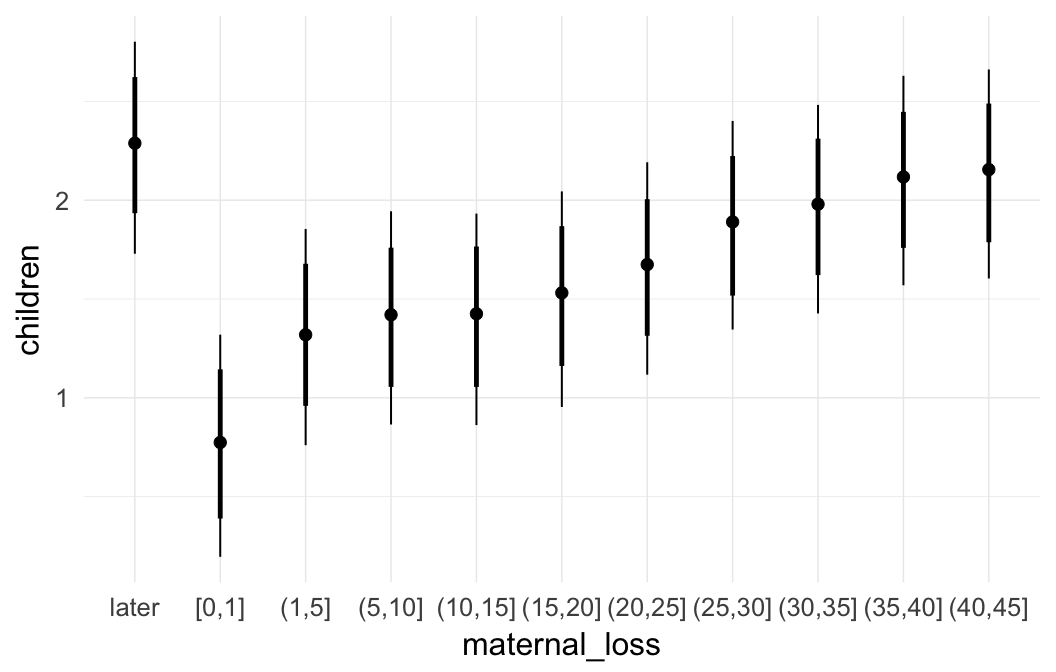 children
2
1
later [0,1] (1,5] (5,10] (10,15] (15,20] (20,25] (25,30] (30,35] (35,40] (40,45]
maternal_loss